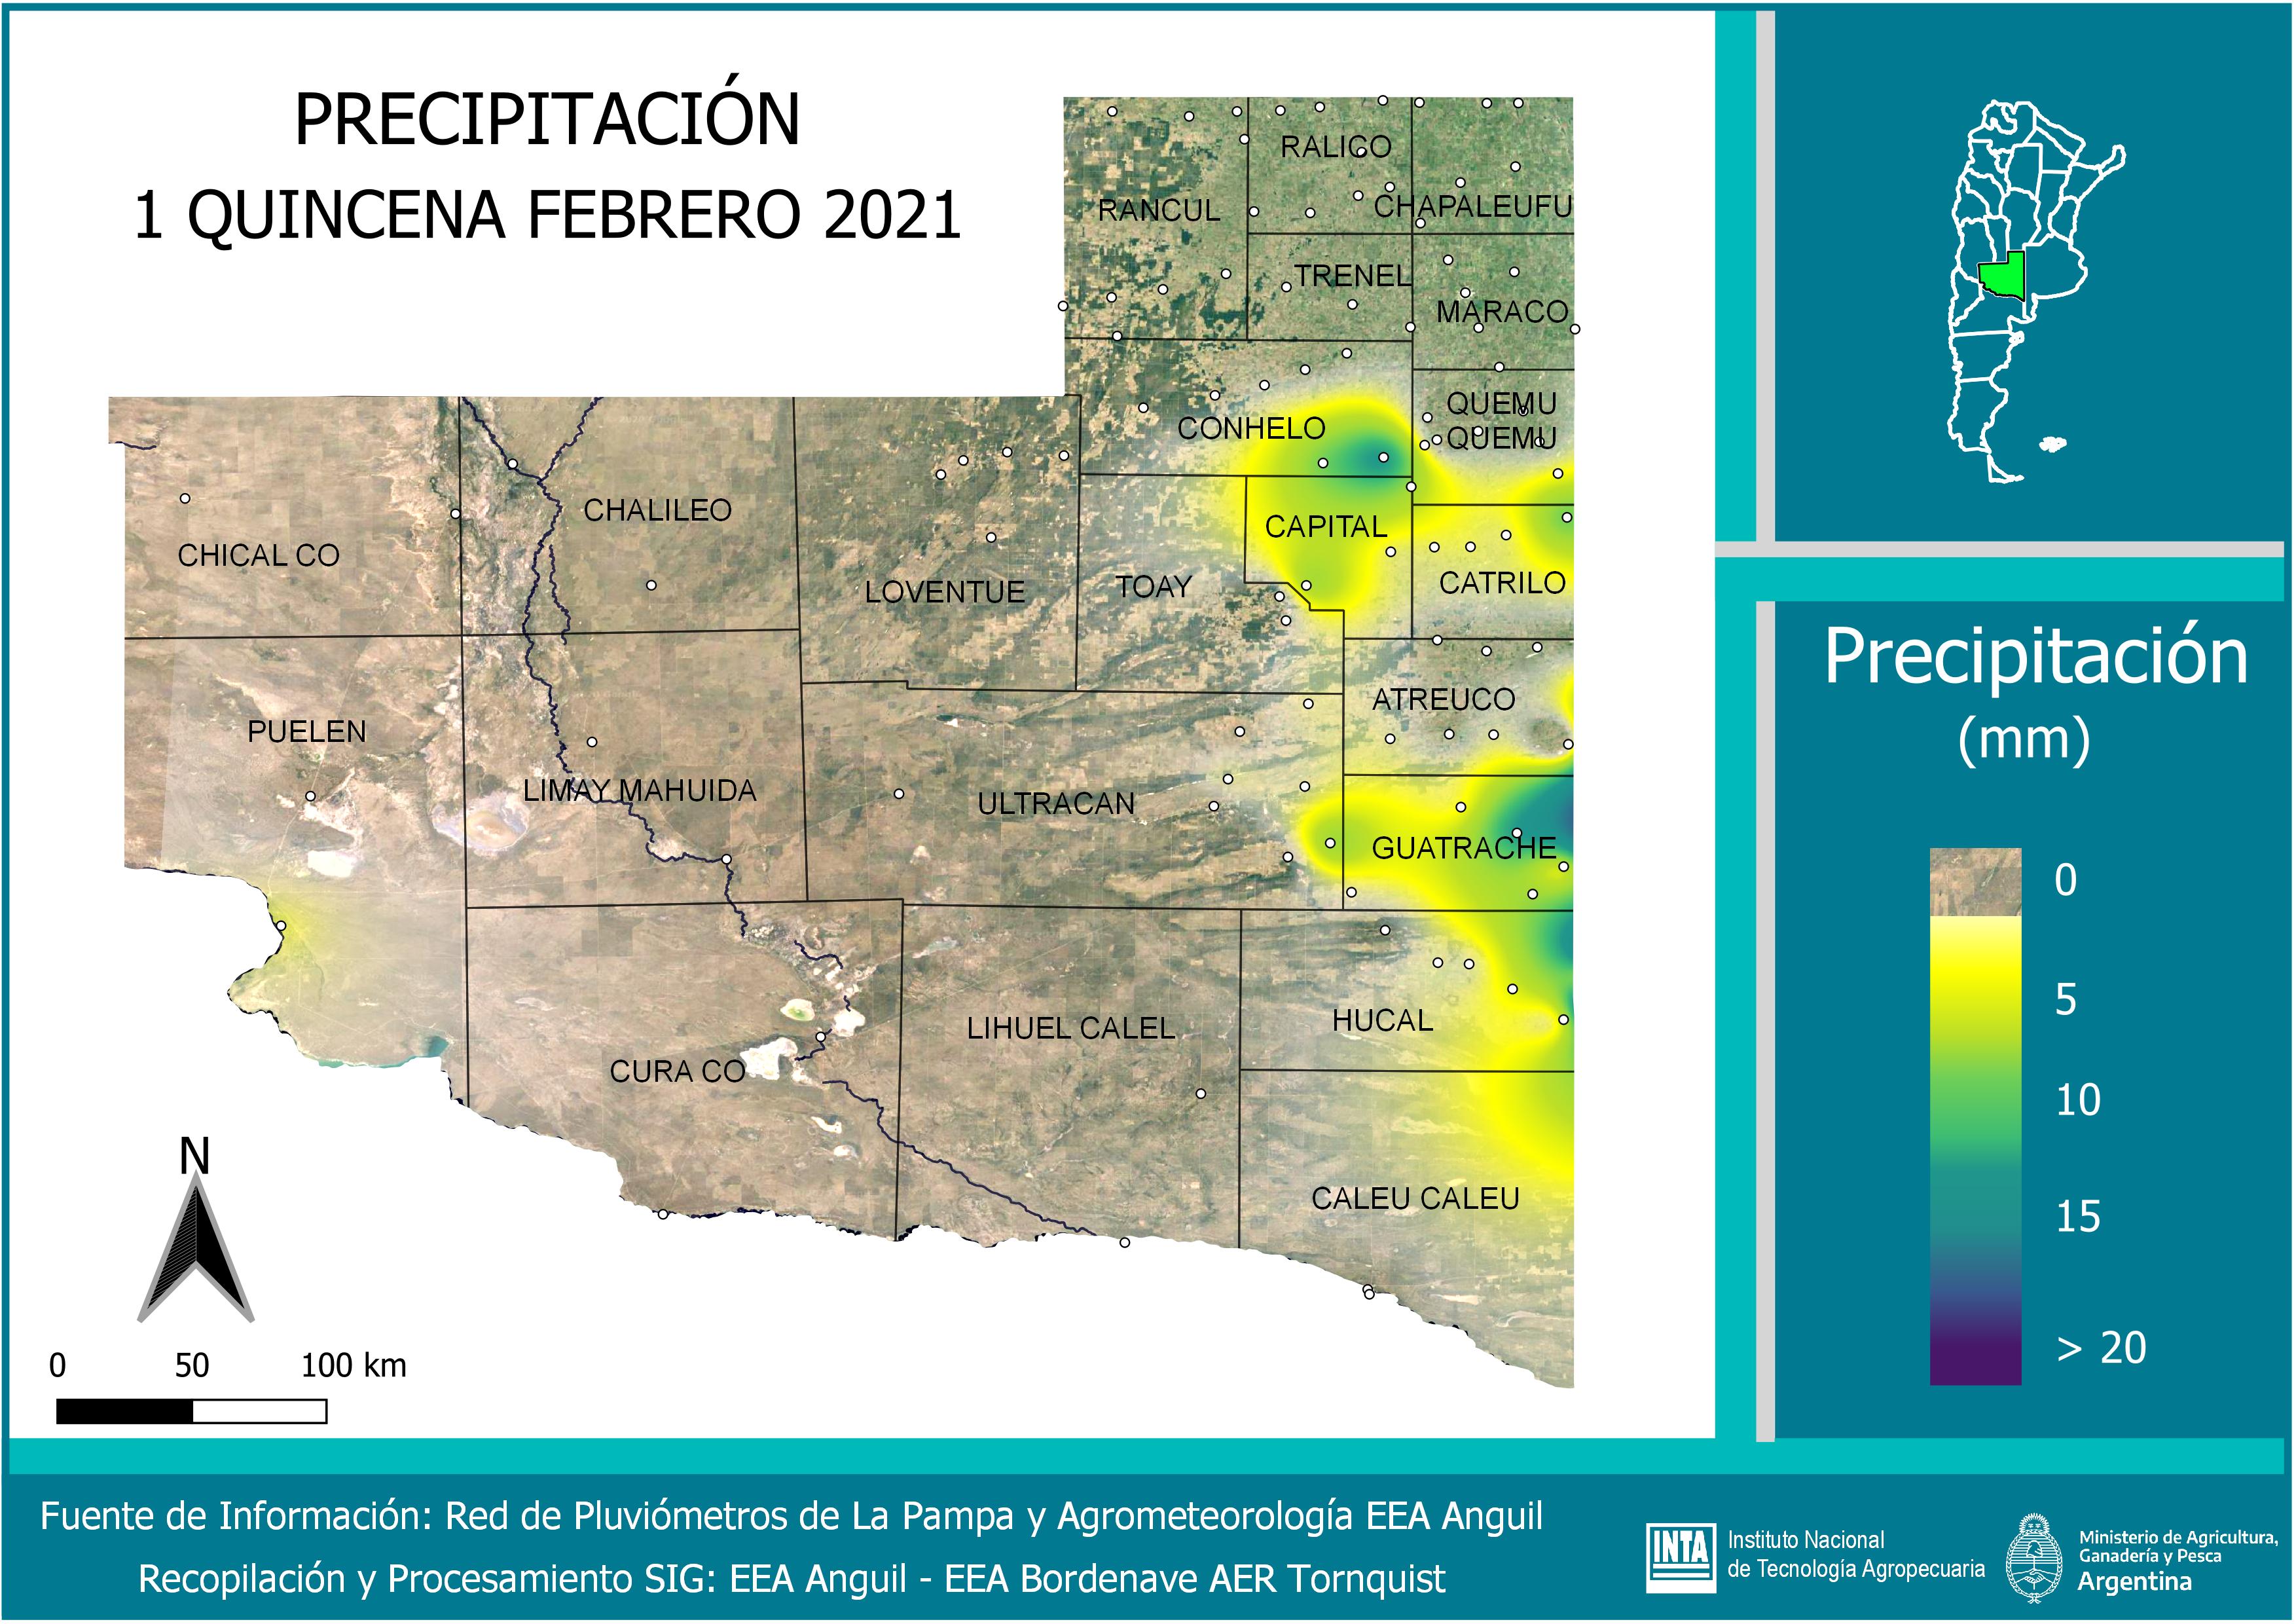 PRECIPITACIÓN
1 QUINCENA FEBRERO 2021
RALICO
RANCUL
CHAPALEUFU
TRENEL
MARACO
QUEMU
QUEMU
CONHELO
CHALILEO
CAPITAL
CHICAL CO
LOVENTUE
TOAY
CATRILO
ATREUCO
PUELEN
LIMAY MAHUIDA
ULTRACAN
GUATRACHE
HUCAL
LIHUEL CALEL
CURA CO
CALEU CALEU
N
0 50 100 km
Precipitación
(mm)
0
5
10
15
> 20
Fuente de Información: Red de Pluviómetros de La Pampa y Agrometeorología EEA Anguil
Recopilación y Procesamiento SIG: EEA Anguil - EEA Bordenave AER Tornquist
INTA
Instituto Nacional
de Tecnología Agropecuaria
Ministerio de Agricultura,
Ganadería y Pesca
Argentina